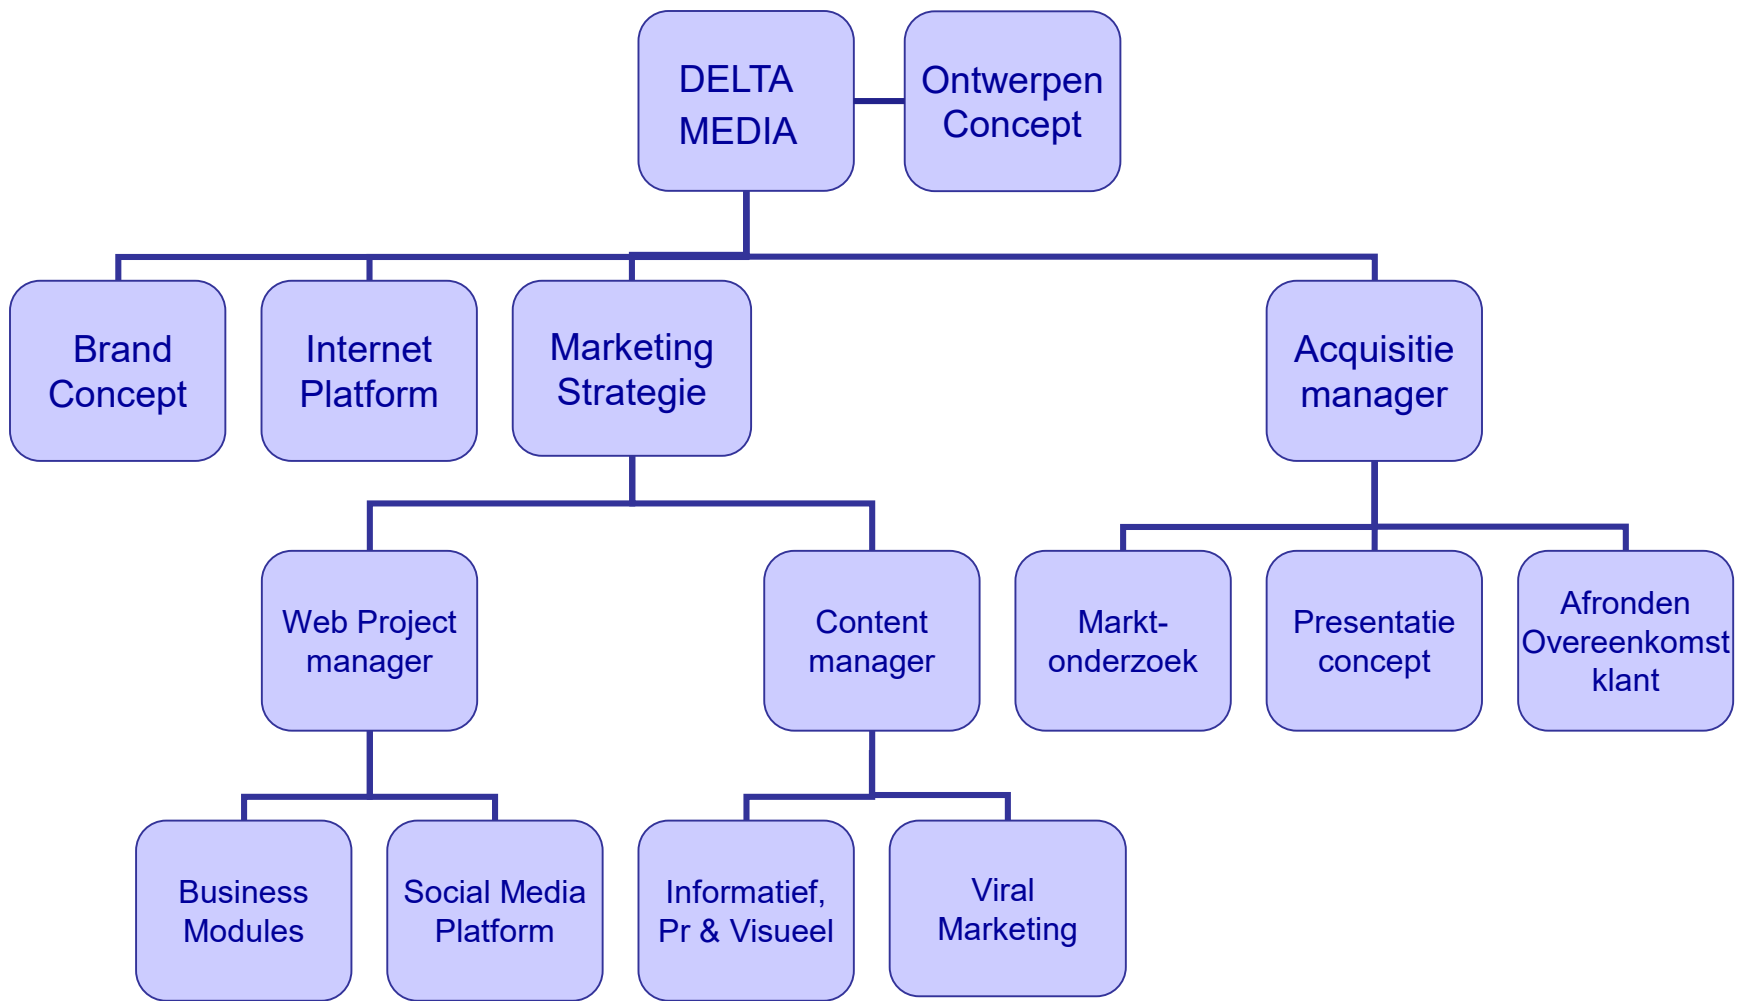 DELTA
MEDIA
Ontwerpen
Concept
Brand
Concept
Internet
Platform
Marketing
Strategie
Acquisitie
manager
Web Project
manager
Content
manager
Markt-
onderzoek
Presentatie
concept
Afronden
Overeenkomst
klant
Business
Modules
Social Media
Platform
Informatief,
Pr & Visueel
Viral
Marketing